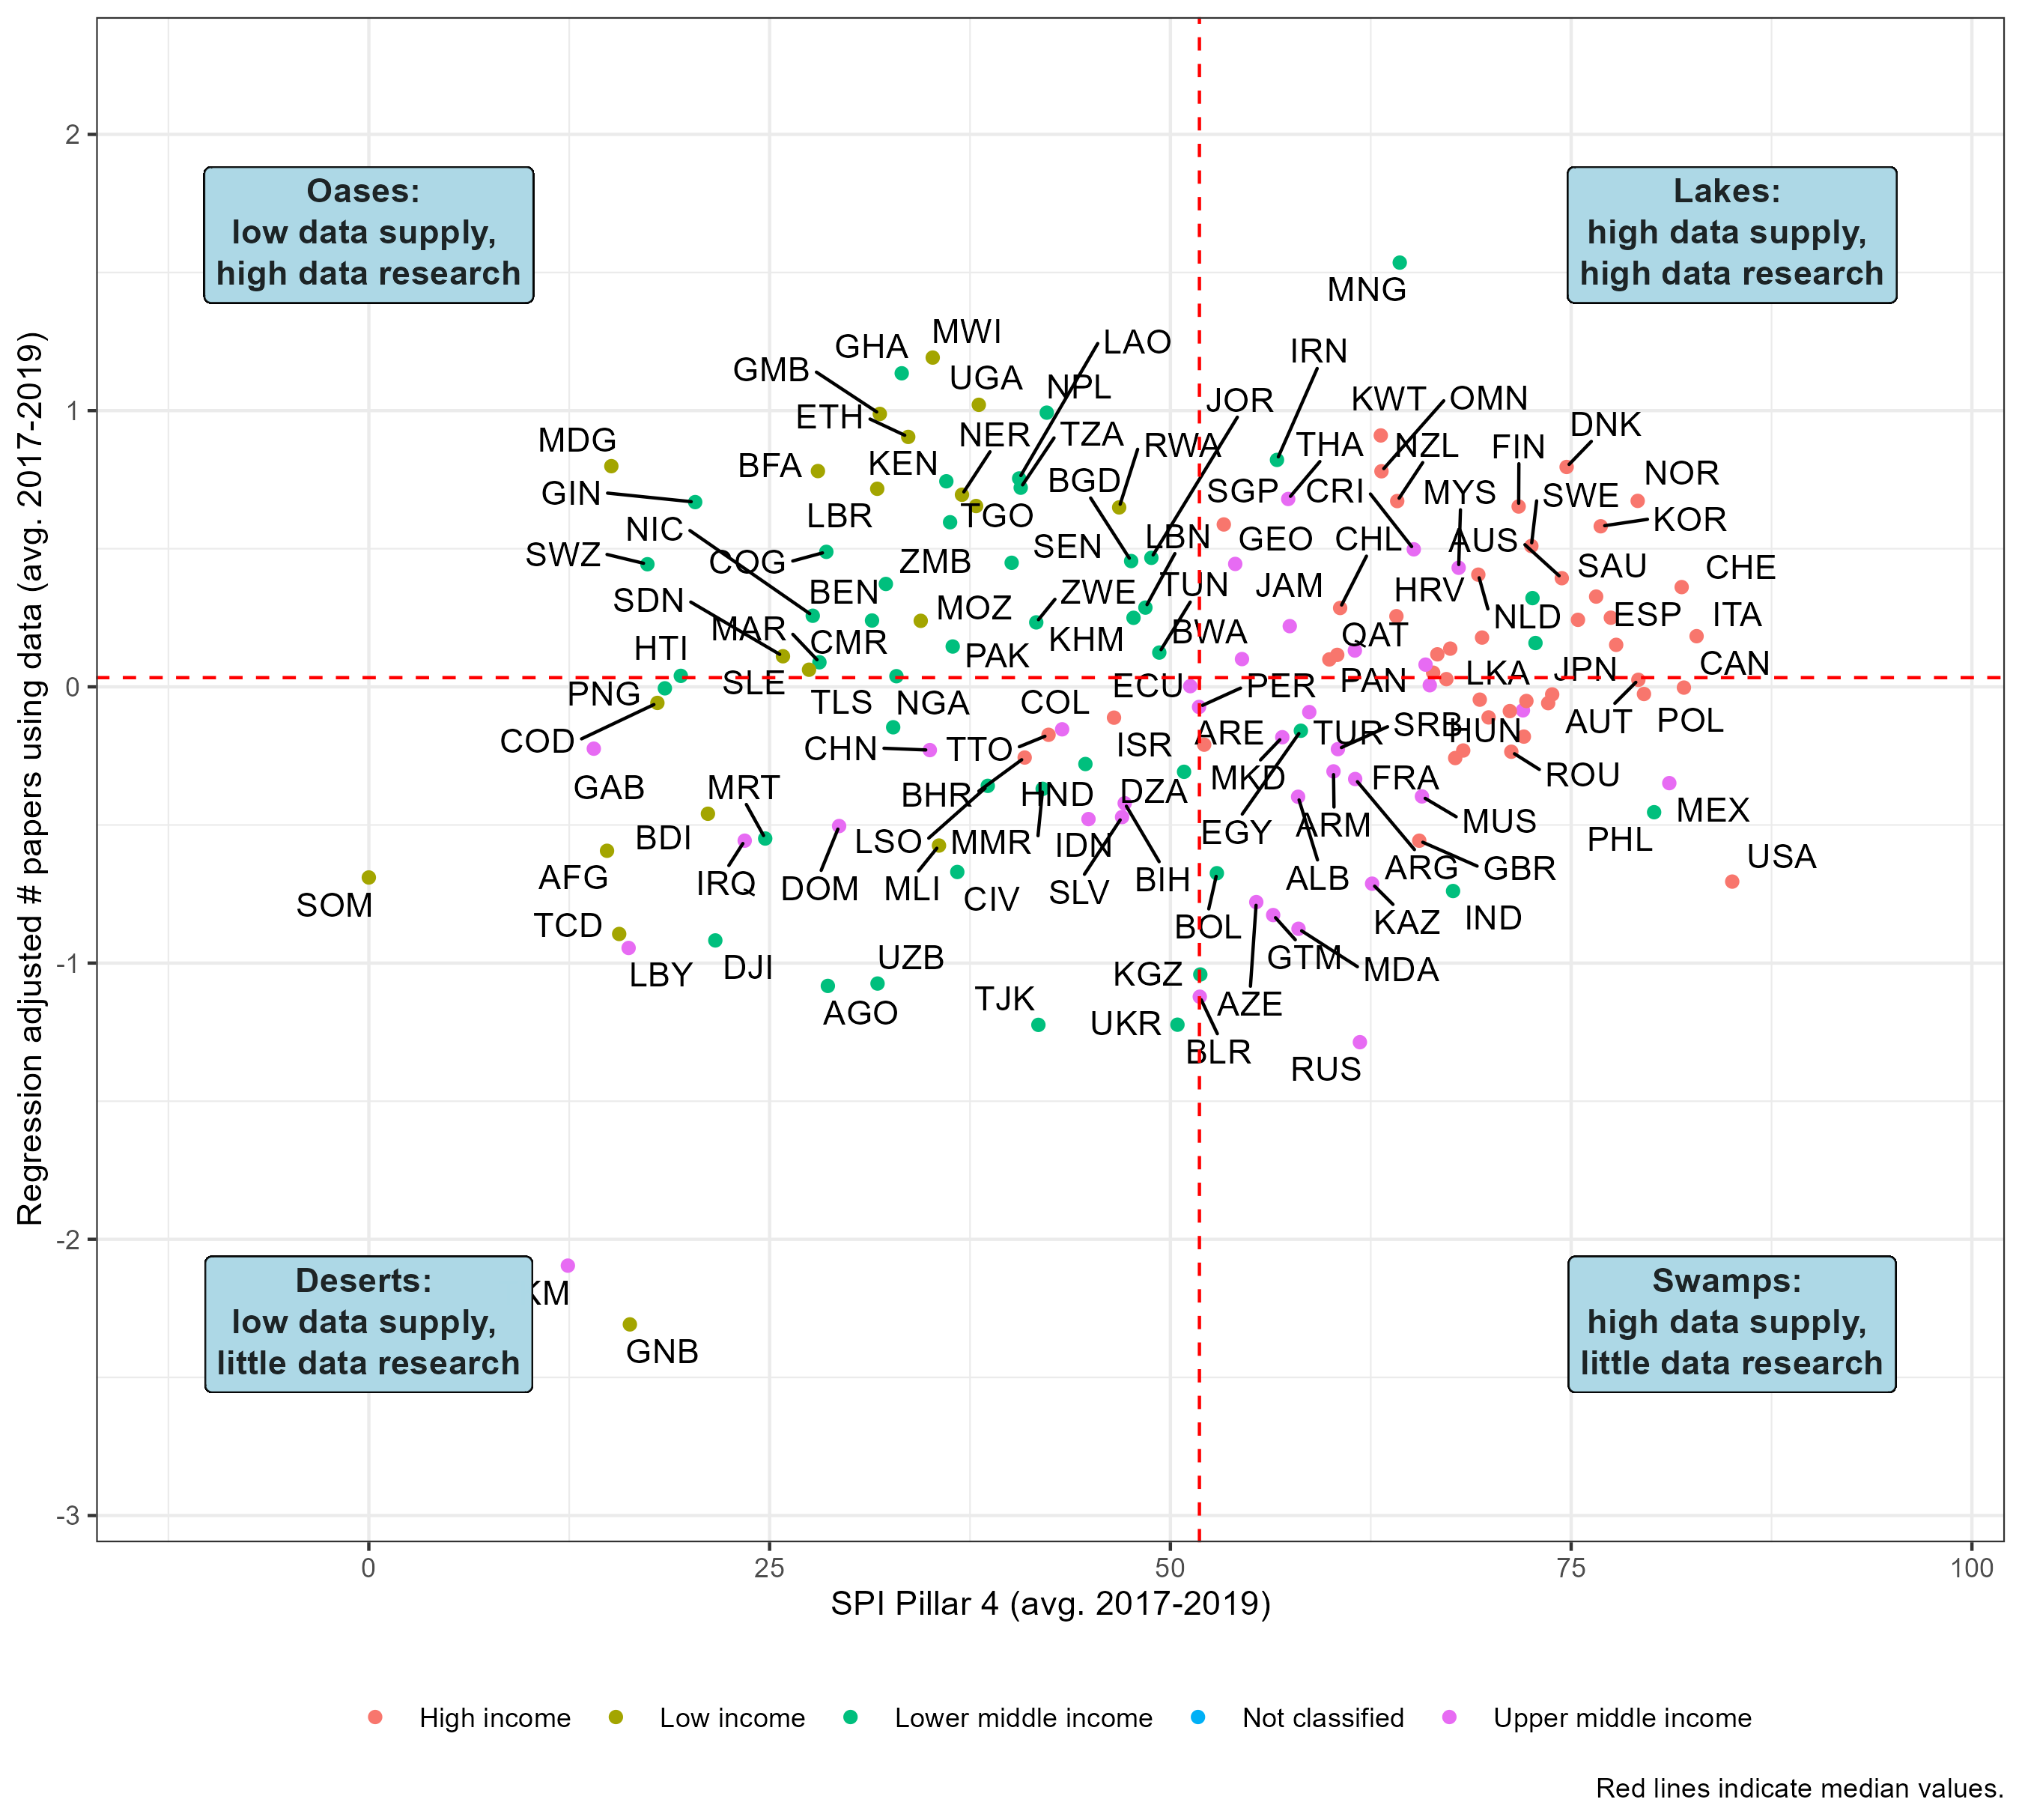 2
1
0
-1
-2
-3
Regression adjusted # papers using data (avg. 2017-2019)
Oases:
low data supply,
high data research
Lakes:
high data supply,
high data research
MNG
GHA
MWI
LAO
IRN
GMB
UGA
NPL
JOR
KWT
OMN
ETH
NER
TZA
RWA
THA
NZL
FIN
DNK
MDG
BFA
KEN
BGD
SGP
CRI
MYS
NOR
GIN
SWE
LBR
TGO
KOR
NIC
SEN
LBN
GEO
CHL
AUS
SWZ
COG
ZMB
SAU
CHE
BEN
ZWE
TUN
JAM
HRV
SDN
MOZ
NLD
ESP
ITA
MAR
CMR
KHM
BWA
QAT
HTI
PAK
SLE
ECU
PER
PAN
LKA
JPN
CAN
PNG
TLS
NGA
COL
COD
CHN
TTO
ISR
ARE
TUR
SRB
HUN
AUT
POL
GAB
MRT
BHR
HND
DZA
MKD
FRA
ROU
BDI
LSO
MMR
IDN
EGY
ARM
MUS
PHL
MEX
AFG
IRQ
DOM
MLI
CIV
SLV
BIH
ALB
ARG
GBR
USA
SOM
TCD
BOL
KAZ
IND
LBY
DJI
UZB
KGZ
GTM
MDA
AGO
TJK
UKR
AZE
BLR
RUS
Deserts:
low data supply,
little data research
KM
GNB
Swamps:
high data supply,
little data research
0
25
50
75
100
SPI Pillar 4 (avg. 2017-2019)
High income
Low income
Lower middle income
Not classified
Upper middle income
Red lines indicate median values.